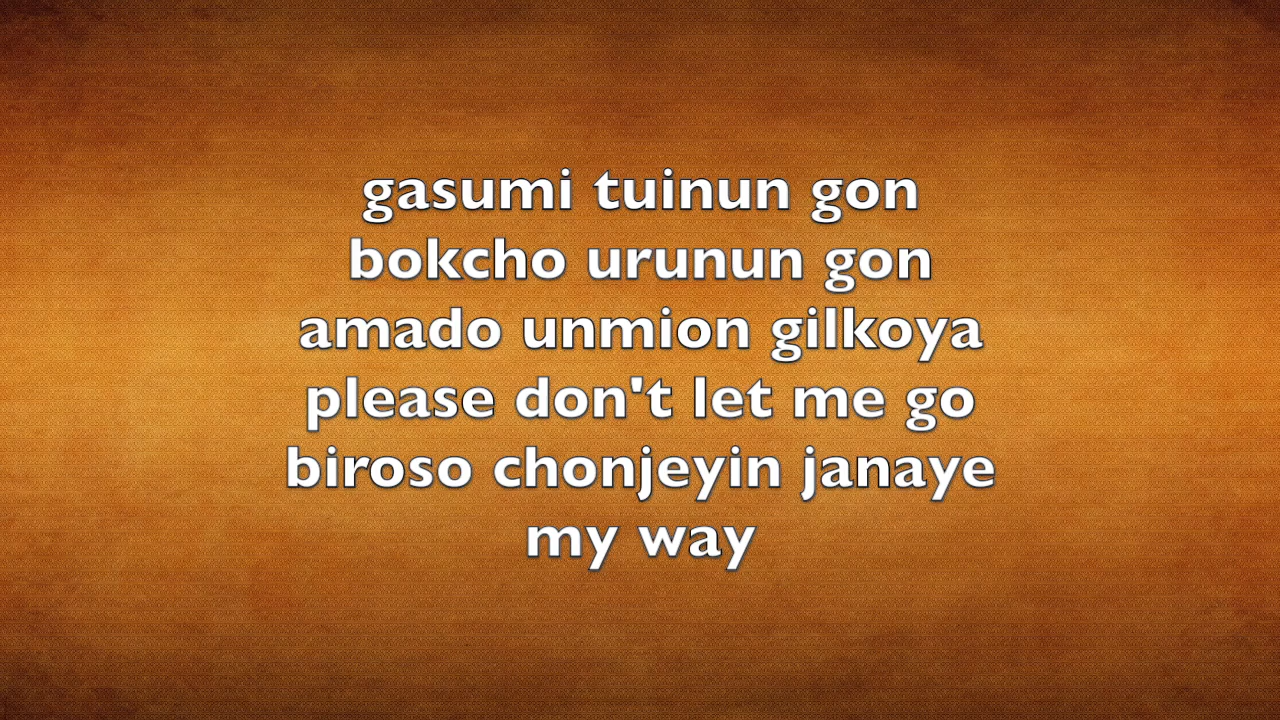 gasumi tuinun gon
bokcho urunun gon
amado unmion gilkoya
please don't let me go
biroso chonjeyin janaye
my way